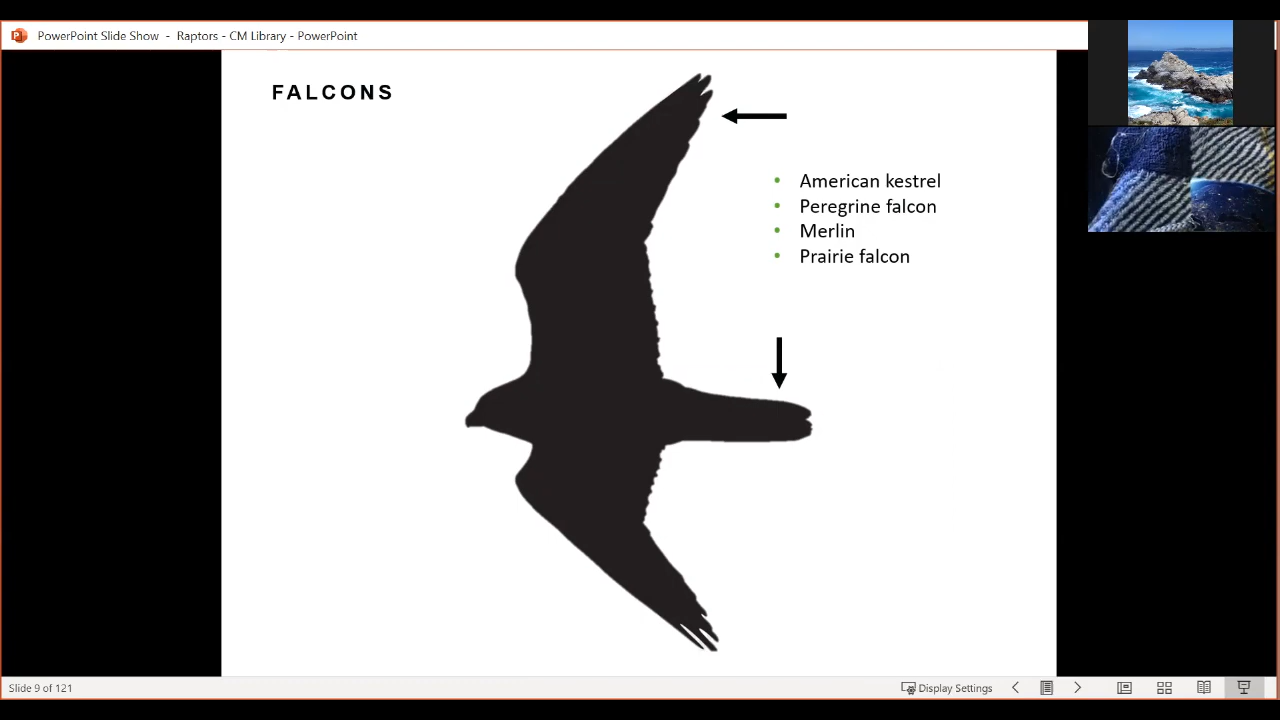 PowerPoint Slide Show - Raptors - CM Library - PowerPoint
FALCONS
• American kestrel
• Peregrine falcon
• Merlin
• Prairie falcon
Slide 9 of 121
Display Settings